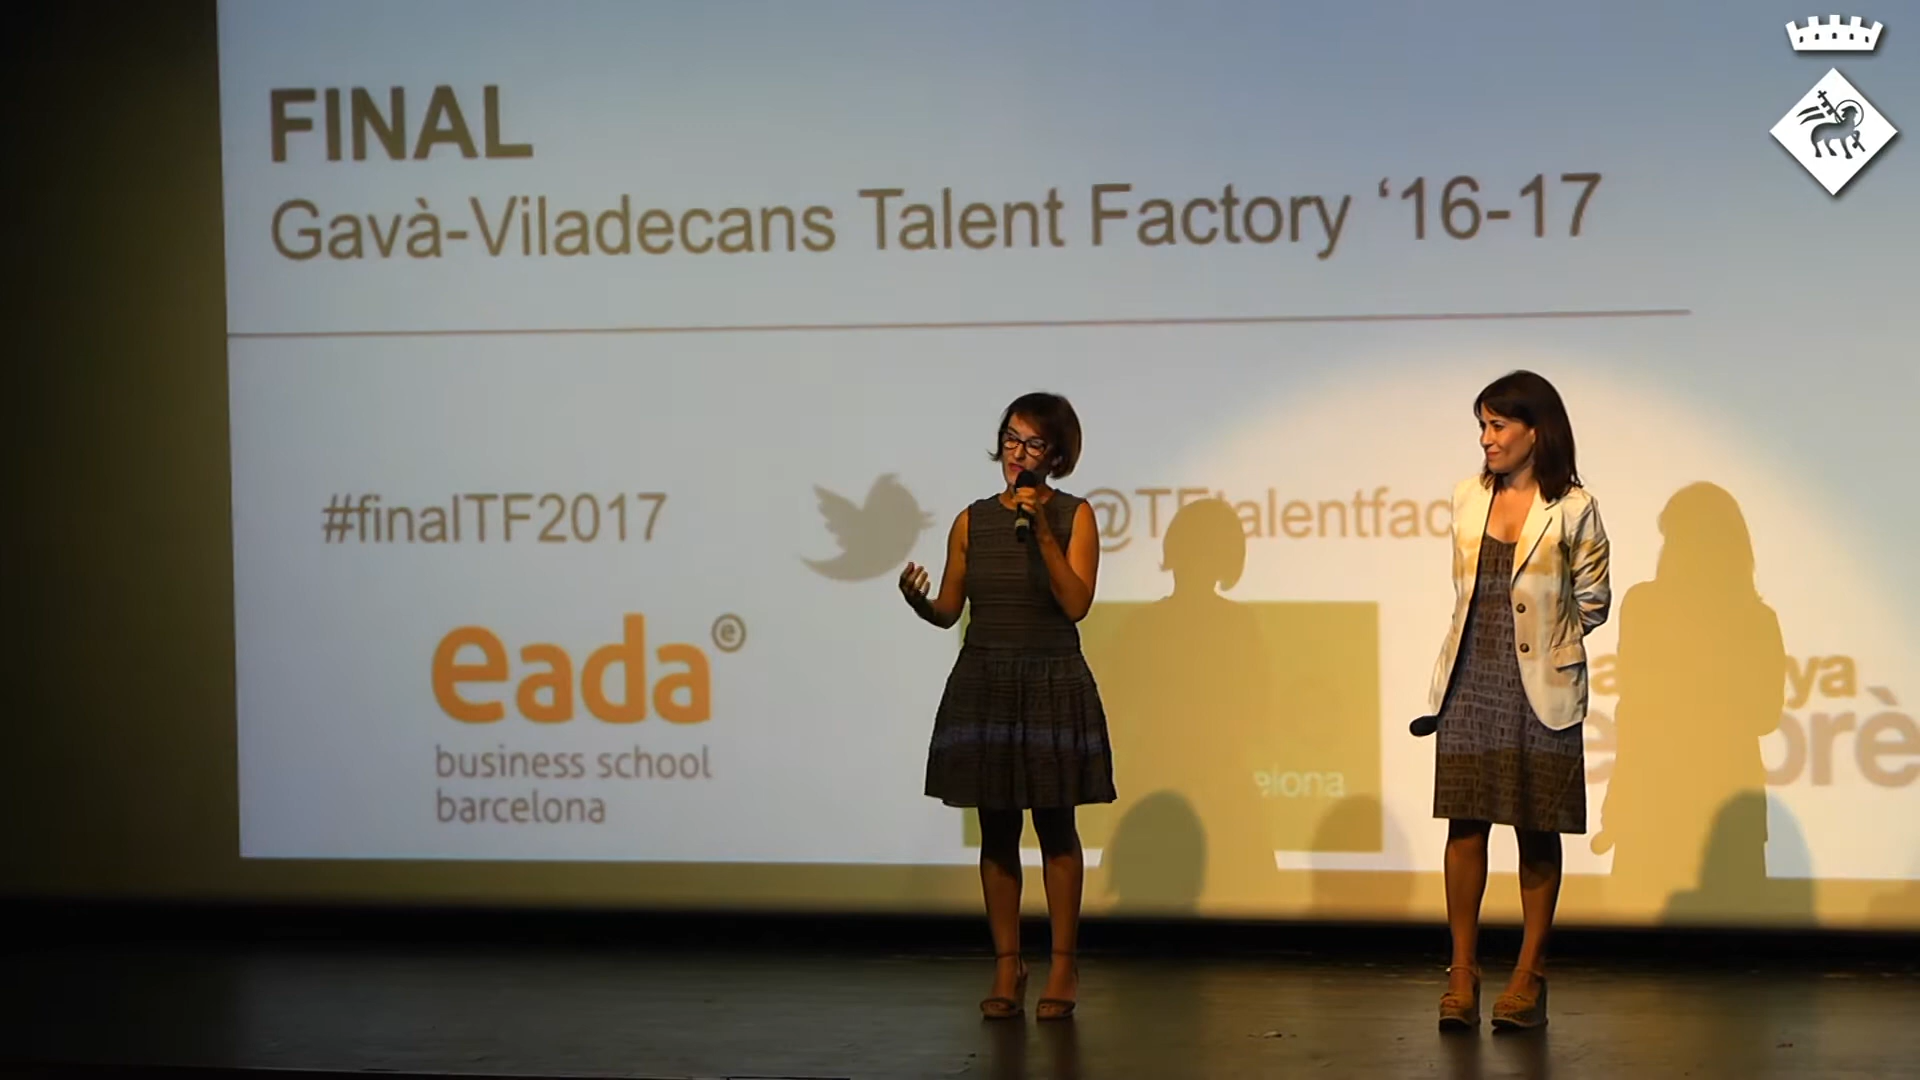 FINAL
Gavà-Viladecans Talent Factory ‘16-17
#finalTF2017
eada
business school
barcelona